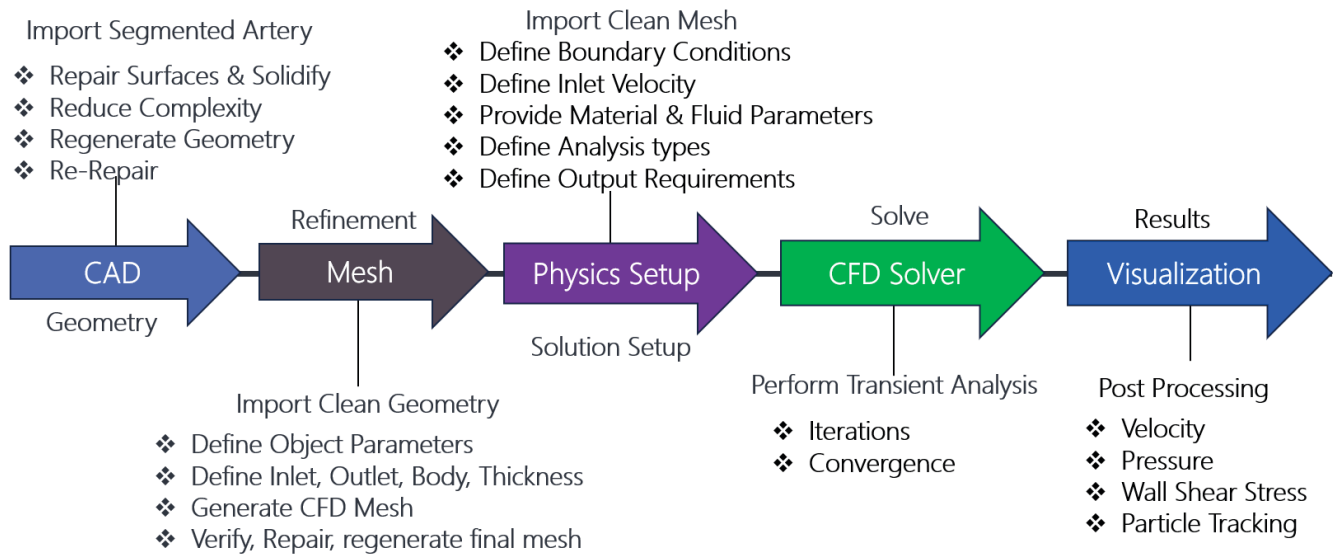 Import Segmented Artery
❖ Repair Surfaces & Solidify
❖ Reduce Complexity
❖ Regenerate Geometry
❖ Re-Repair
CAD
Geometry
Refinement
Mesh
Import Clean Geometry
❖ Define Object Parameters
❖ Define Inlet, Outlet, Body, Thickness
❖ Generate CFD Mesh
❖ Verify, Repair, regenerate final mesh
Import Clean Mesh
❖ Define Boundary Conditions
❖ Define Inlet Velocity
❖ Provide Material & Fluid Parameters
❖ Define Analysis types
❖ Define Output Requirements
Physics Setup
Solution Setup
Solve
CFD Solver
Perform Transient Analysis
❖ Iterations
❖ Convergence
Results
Visualization
Post Processing
❖ Velocity
❖ Pressure
❖ Wall Shear Stress
❖ Particle Tracking